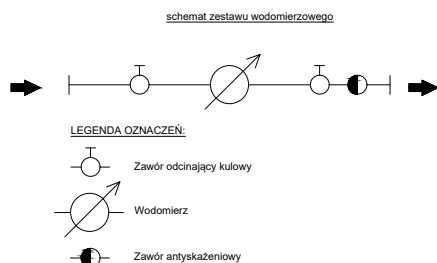 schemat zestawu wodomierzowego
LEGENDA OZNACZEŃ:
Zawór odcinający kulowy
Wodomierz
Zawór antyskażeniowy